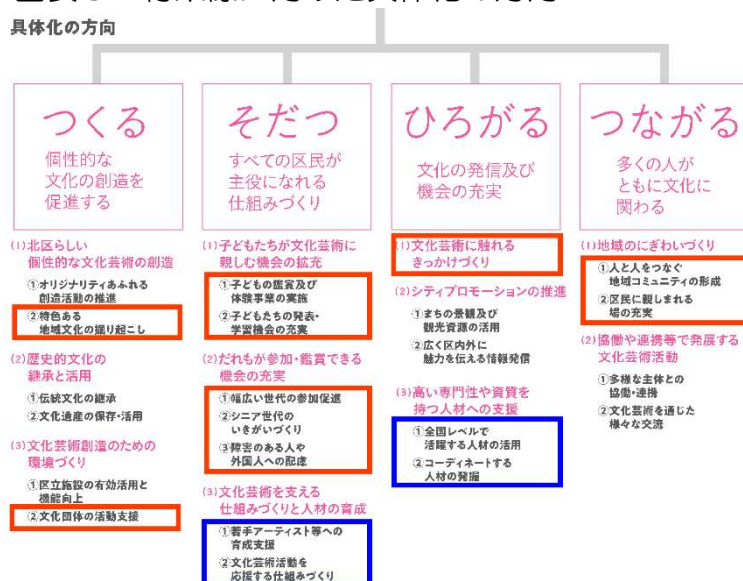 具体化の方向
つくる
個性的な
文化の創造を
促進する
(1)北区らしい
個性的な文化芸術の創造
①オリジナリティあふれる
創造活動の推進
②特色ある
地域文化の掘り起こし
(2)歴史的文化の
継承と活用
①伝統文化の継承
②文化遺産の保存・活用
(3)文化芸術創造のための
環境づくり
①区立施設の有効活用と
機能向上
②文化団体の活動支援
そだつ
すべての区民が
主役になれる
仕組みづくり
(1)子どもたちが文化芸術に
親しむ機会の拡充
①子どもの鑑賞及び
体験事業の実施
②子どもたちの発表・
学習機会の充実
(2)だれもが参加・鑑賞できる
機会の充実
①幅広い世代の参加促進
②シニア世代の
いきがいづくり
③障害のある人や
外国人への配慮
(3)文化芸術を支える
仕組みづくりと人材の育成
①若手アーティスト等への
育成支援
②文化芸術活動を
応援する仕組みづくり
ひろがる
文化の発信及び
機会の充実
(1)文化芸術に触れる
きっかけづくり
(2)シティプロモーションの推進
①まちの景観及び
観光資源の活用
②広く区内外に
魅力を伝える情報発信
(3)高い専門性や資質を
持つ人材への支援
①全国レベルで
活躍する人材の活用
②コーディネートする
人材の発掘
つながる
多くの人が
ともに文化に
関わる
(1)地域のにぎわいづくり
①人と人をつなぐ
地域コミュニティの形成
②区民に親しまれる
場の充実
(2)協働や連携等で発展する
文化芸術活動
①多様な主体との
協働・連携
②文化芸術を通じた
様々な交流